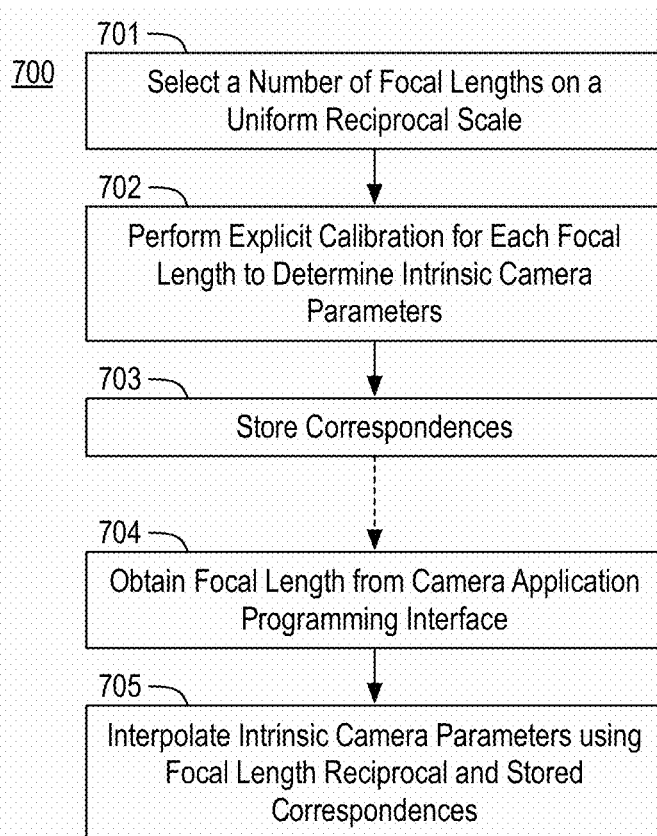 701
700
Select a Number of Focal Lengths on a
Uniform Reciprocal Scale
702
Perform Explicit Calibration for Each Focal
Length to Determine Intrinsic Camera
Parameters
703
Store Correspondences
704
Obtain Focal Length from Camera Application
Programming Interface
705
Interpolate Intrinsic Camera Parameters using
Focal Length Reciprocal and Stored
Correspondences